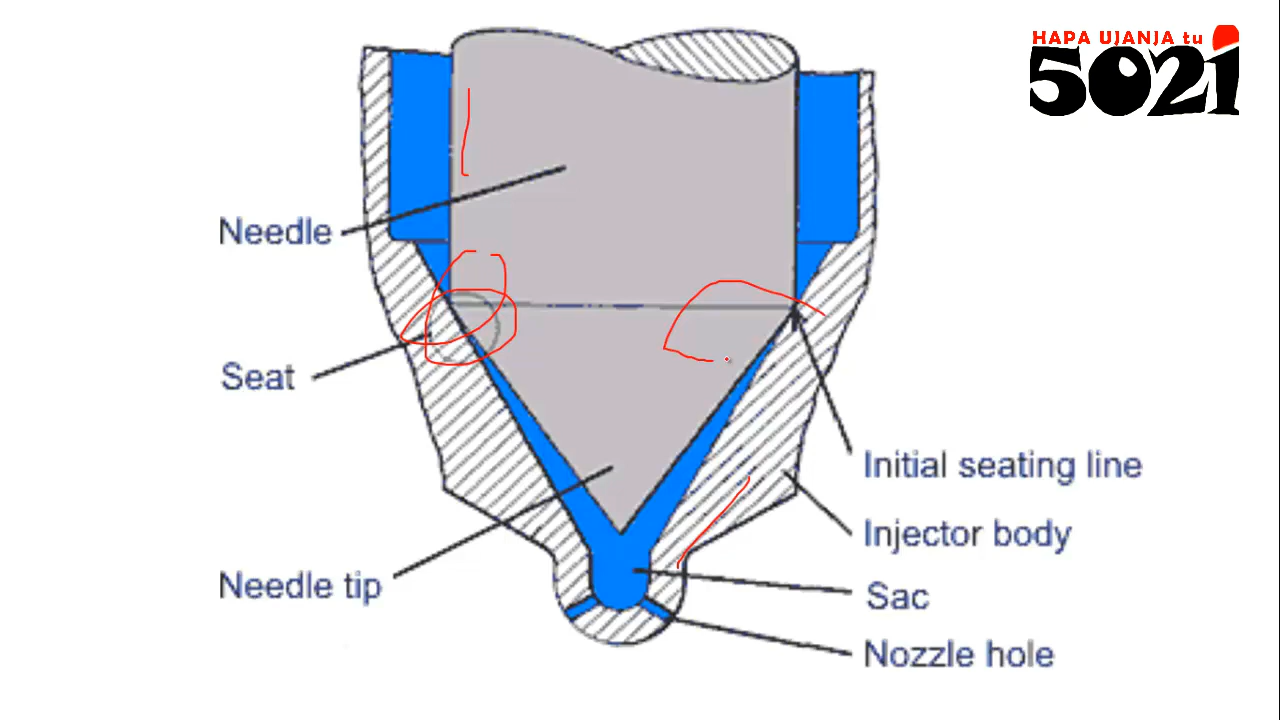 HAPA UJANJA tu
5021
Needle
Seat
Initial seating line
Injector body
Needle tip
Sac
Nozzle hole